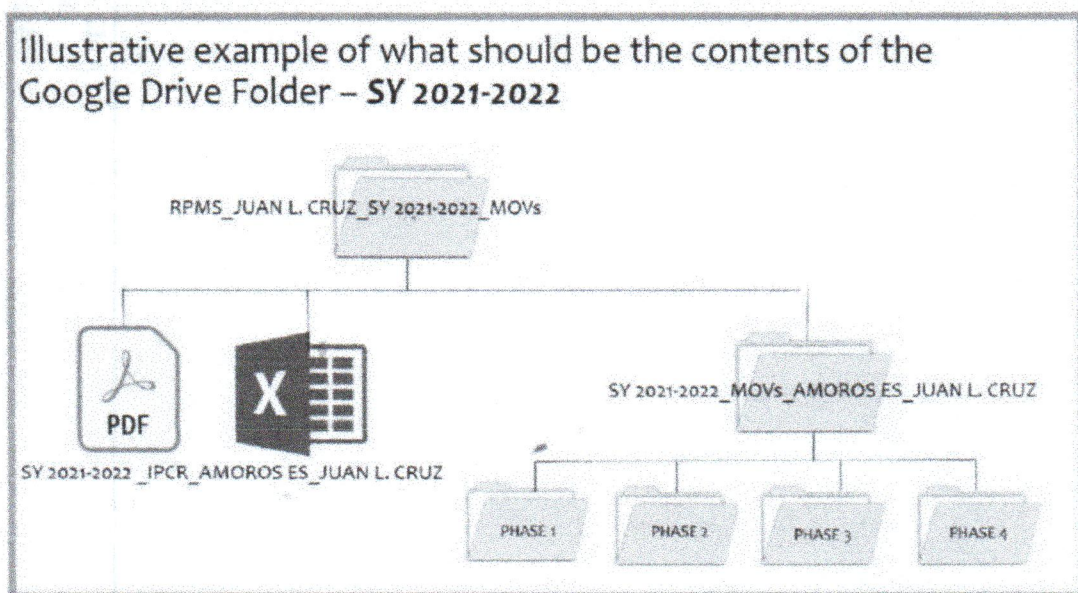 Illustrative example of what should be the contents of the
Google Drive Folder – SY 2021-2022
RPMS_JUAN L. CRUZ_SY 2021-2022_MOVs
PDF
X
SY 2021-2022 _IPCR_AMOROS ES_JUAN L. CRUZ
SY 2021-2022_MOVs_AMOROS ES_JUAN L. CRUZ
PHASE 1
PHASE 2
PHASE 3
PHASE 4